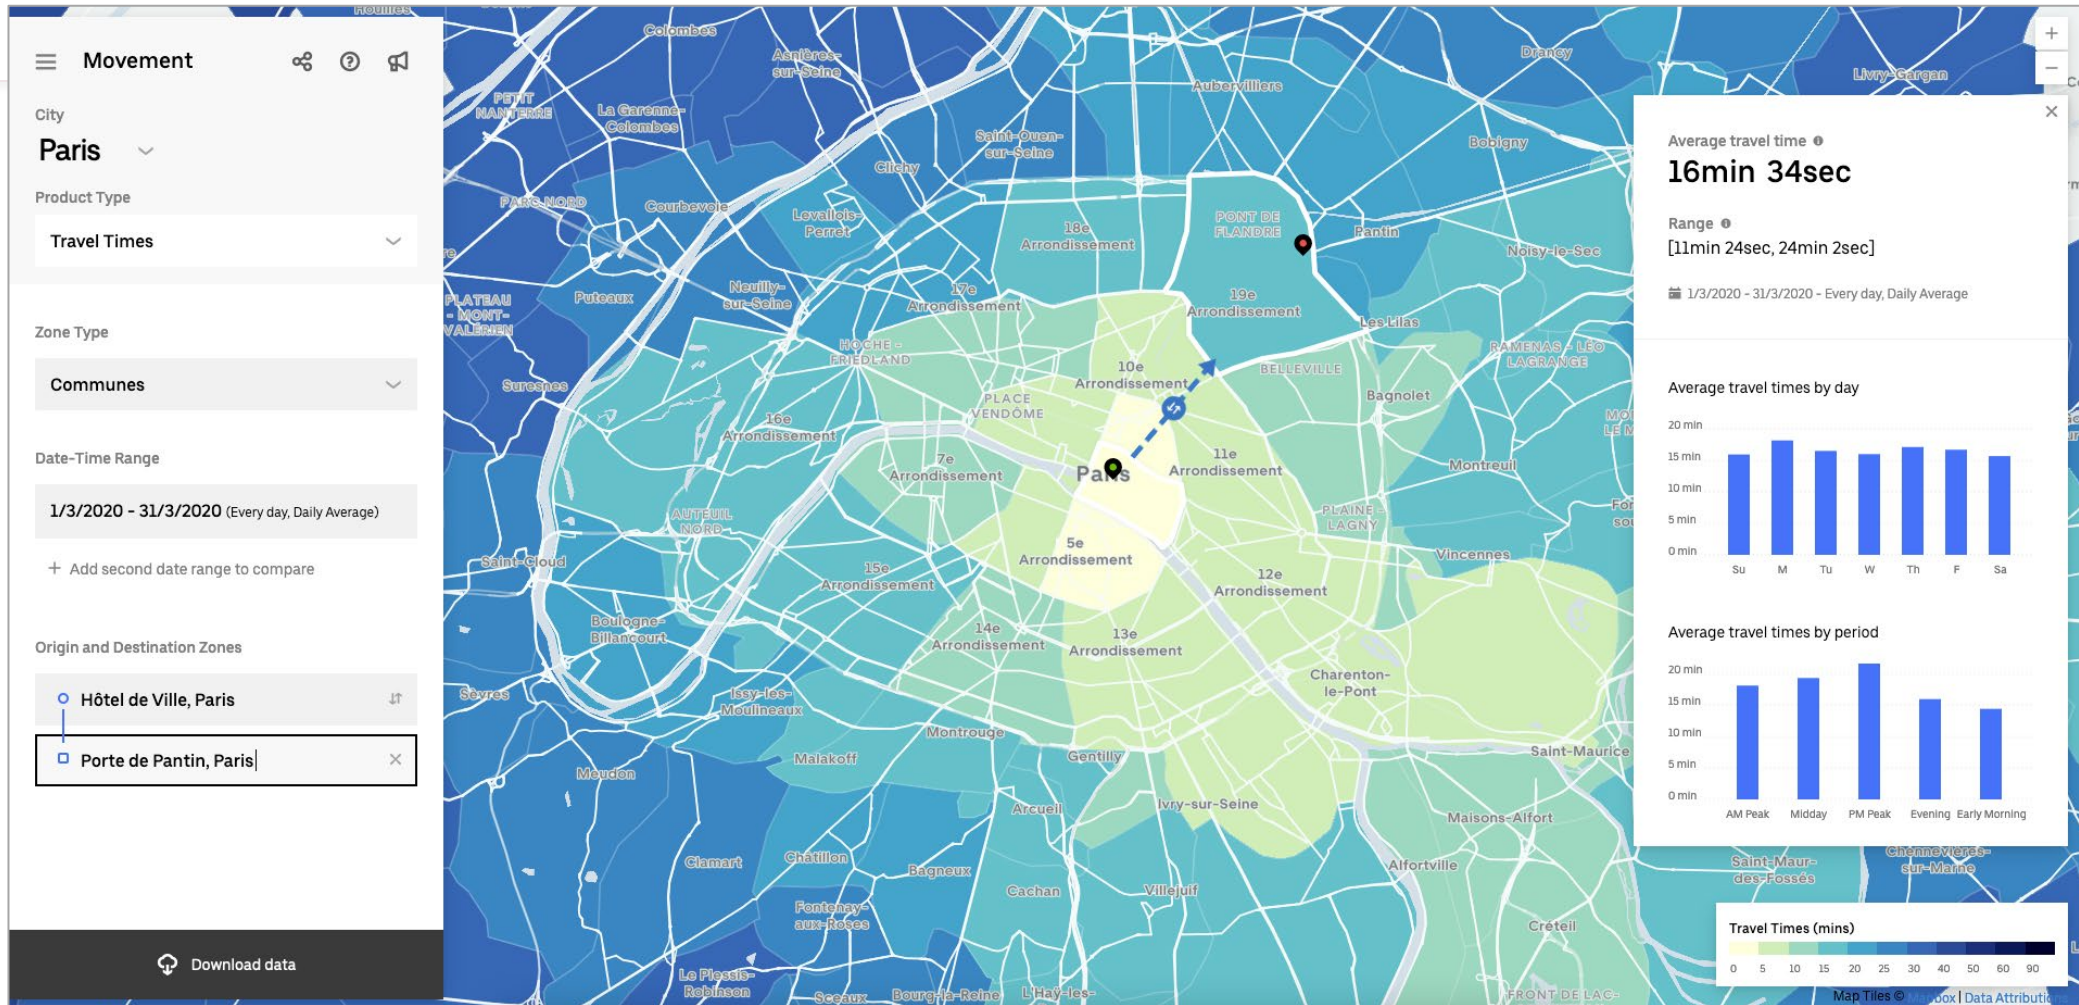 Movement
City
Paris
Product Type
Travel Times
Zone Type
Communes
Date-Time Range
1/3/2020 - 31/3/2020 (Every day, Daily Average)
+ Add second date range to compare
Origin and Destination Zones
Hôtel de Ville, Paris
Porte de Pantin, Paris
Download data
Houilles
Colombes
Asnières-
sur-Seine
PETIT
NANTERRE
La Garenne-
Colombes
Aubervilliers
Drancy
Livry-Gargan
Saint-Ouen-
sur-Seine
Bobigny
Clichy
PARC NORD
Courbevoie
Levallois-
Perret
18e
Arrondissement
PONT DE
FLANDRE
Pantin
Noisy-le-Sec
PLATEAU
- MONT-
VALÉRIEN
Puteaux
Neuilly-
sur-Seine
17e
Arrondissement
19e
Arrondissement
Les Lilas
HOCHE -
FRIEDLAND
RAMENAS - LÉO
LAGRANGE
Suresnes
10e
Arrondissement
BELLEVILLE
PLACE
VENDÔME
Bagnolet
16e
Arrondissement
7e
Arrondissement
Paris
11e
Arrondissement
Montreuil
AUTEUIL
NORD
PLAINE -
LAGNY
5e
Arrondissement
Vincennes
Saint-Cloud
15e
Arrondissement
12e
Arrondissement
Boulogne-
Billancourt
14e
Arrondissement
13e
Arrondissement
Charenton-
le-Pont
Sèvres
Issy-les-
Moulineaux
Montrouge
Gentilly
Saint-Maurice
Malakoff
Meudon
Arcueil
Ivry-sur-Seine
Maisons-Alfort
Clamart
Châtillon
Bagneux
Cachan
Villejuif
Alfortville
Saint-Maur-
des-Fossés
Chennevières-
sur-Marne
Fontenay-
aux-Roses
Créteil
Le Plessis-
Robinson
Sceaux
Bourg-la-Reine
L'Haÿ-les-
FRONT DE LAC-
+
−
Average travel time
16min 34sec
Range
[11min 24sec, 24min 2sec]
1/3/2020 - 31/3/2020 - Every day, Daily Average
Average travel times by day
20 min
15 min
10 min
5 min
0 min
Su M Tu W Th F Sa
Average travel times by period
20 min
15 min
10 min
5 min
0 min
AM Peak Midday PM Peak Evening Early Morning
Travel Times (mins)
0 5 10 15 20 25 30 40 50 60 90
Map Tiles © Mapbox | Data Attributions